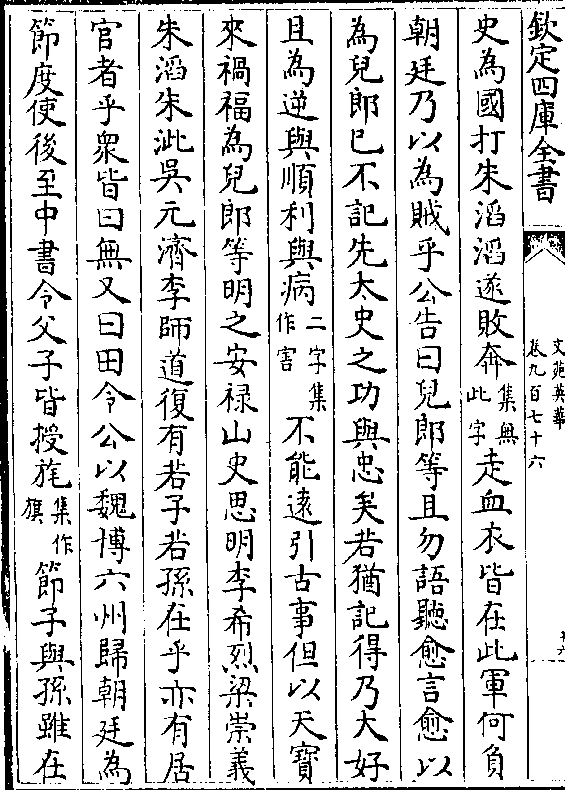 欽定四庫全書
文苑英華
卷九百七十六
史為國打朱滔滔遂敗奔集無此字走血衣皆在此軍何負
朝廷乃以為賊乎公告曰兒郎等且勿語聽愈言愈以
為兒郎已不記先太史之功與忠矣若猶記得乃大好
且為逆與順利與病二字集作害不能遠引古事但以天寶
來禍福為兒郎等明之安禄山史思明李希烈梁崇義
朱滔朱泚吳元濟李師道復有若子若孫在乎亦有居
官者乎衆皆曰無又曰田令公以魏博六州歸朝廷為
節度使後至中書令父子皆授旄集作旗節子與孫雖在